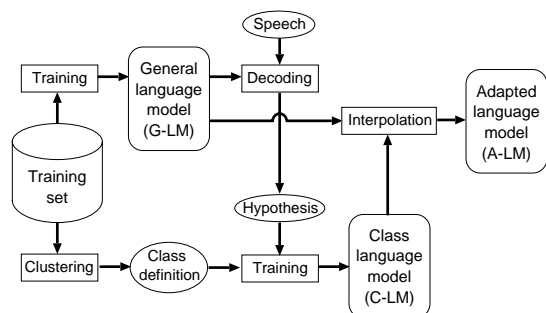 Speech
Training
General
language
model
(G-LM)
Decoding
Interpolation
Adapted
language
model
(A-LM)
Training
set
Hypothesis
Clustering
Class
definition
Training
Class
language
model
(C-LM)